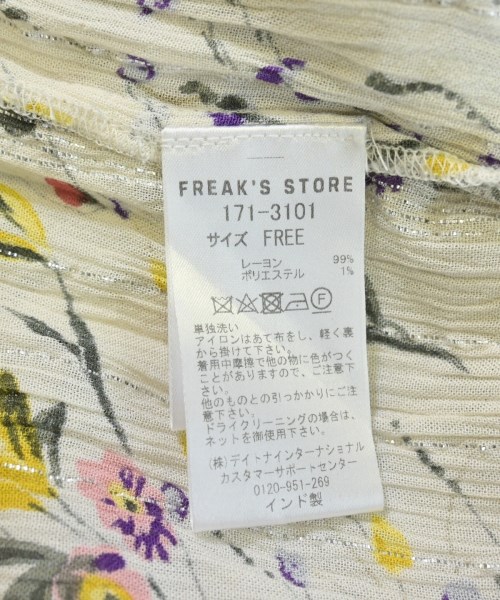 FREAK'S STORE
171-3101
サイズ FREE
レーヨン 99%
ポリエステル 1%
F
単独洗い
アイロンはあて布をし、軽く裏
から掛けて下さい。
着用中摩擦で他の物に色がつく
ことがありますので、ご注意下
さい。
他のものとの引っかかりにご注
意下さい。
ドライクリーニングの場合は、
ネットを御使用下さい。
(株)デイトナインターナショナル
カスタマーサポートセンター
0120-951-269
インド製